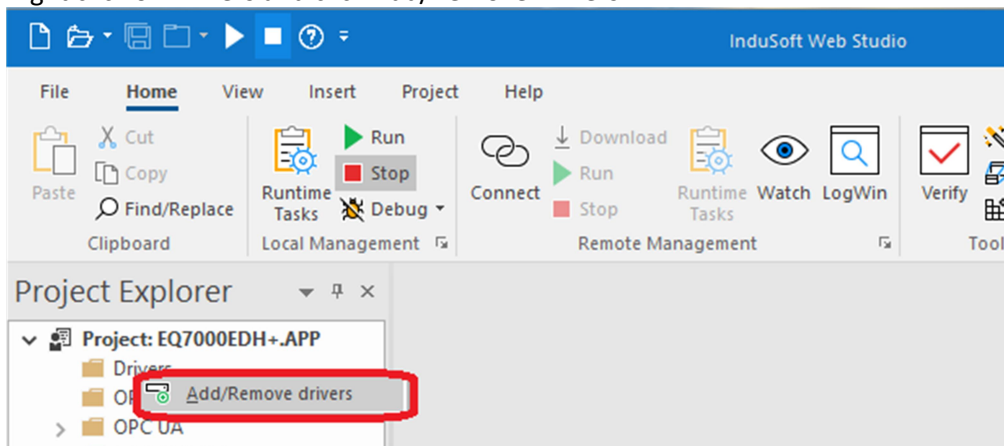 InduSoft Web Studio
File Home View Insert Project Help
Paste
Cut
Copy
Find/Replace
Clipboard
Runtime Tasks
Run
Stop
Debug
Local Management
Connect
Download
Run
Stop
Runtime Tasks
Watch
LogWin
Remote Management
Verify
Project Explorer
Project: EQ7000EDH+.APP
Drivers
Add/Remove drivers
OPC UA